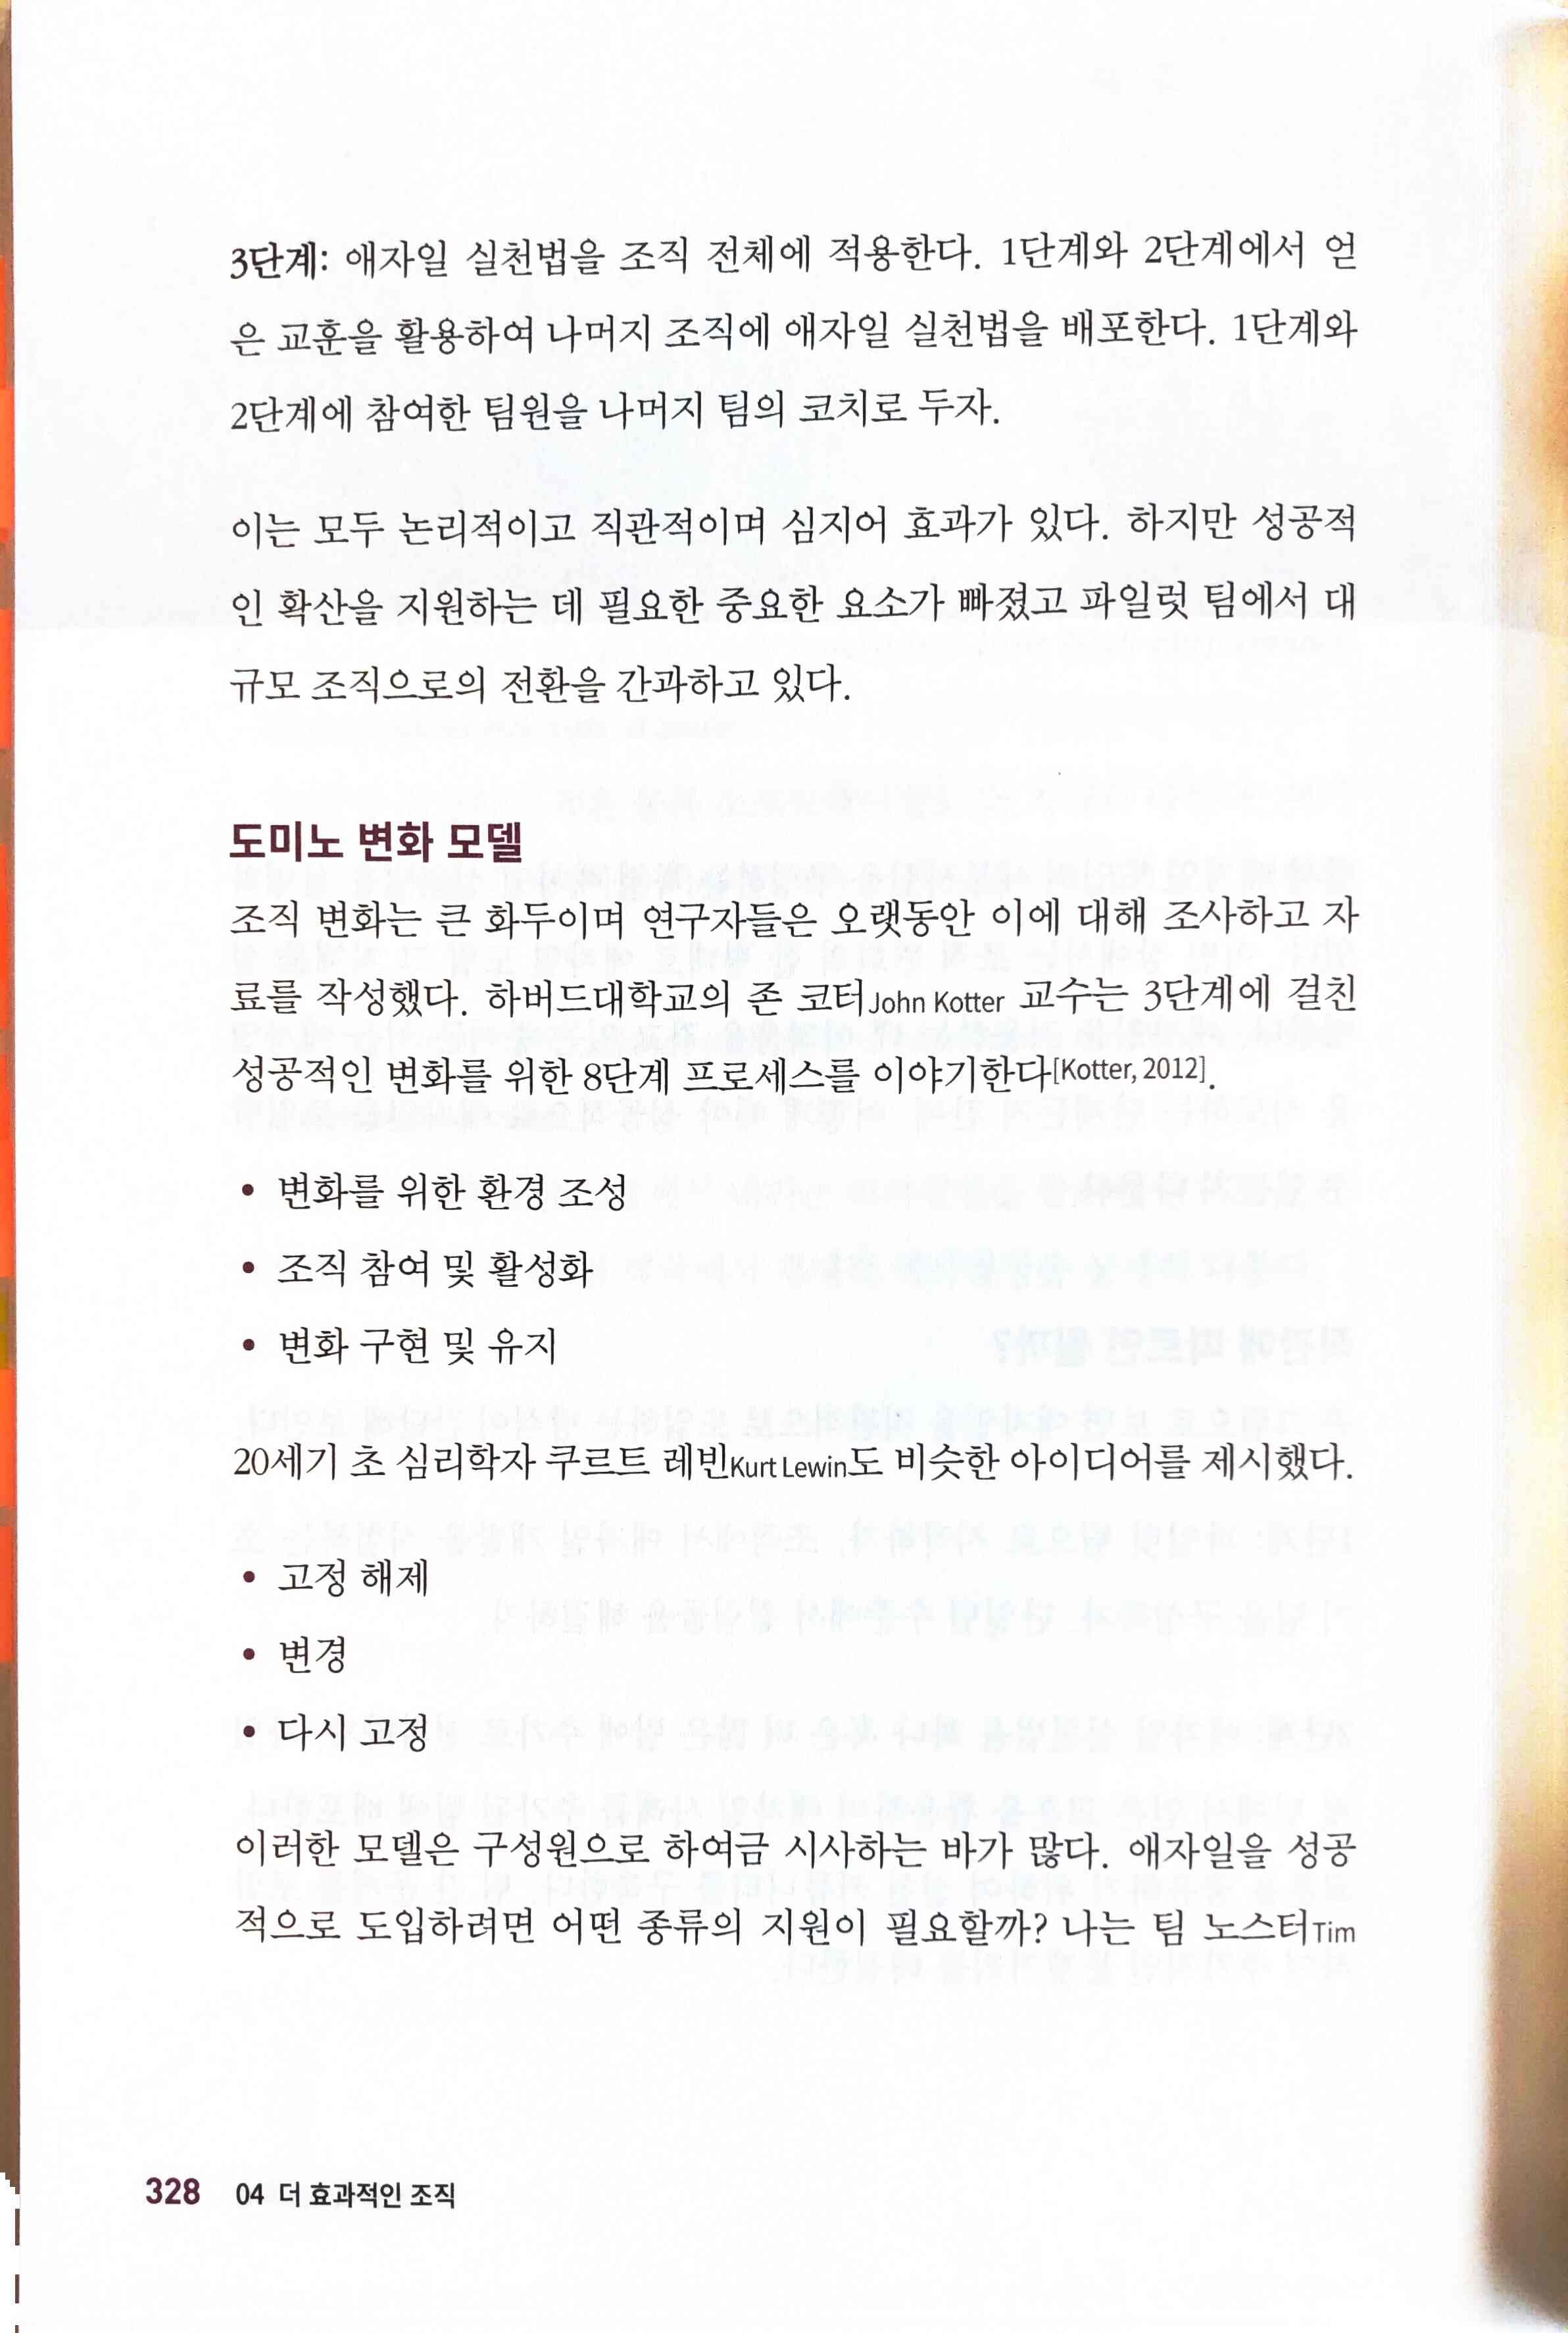 3단계: 애자일 실천법을 조직 전체에 적용한다. 1단계와 2단계에서 얻
은 교훈을 활용하여 나머지 조직에 애자일 실천법을 배포한다. 1단계와
2단계에 참여한 팀원을 나머지 팀의 코치로 두자.
이는 모두 논리적이고 직관적이며 심지어 효과가 있다. 하지만 성공적
인 확산을 지원하는 데 필요한 중요한 요소가 빠졌고 파일럿 팀에서 대
규모 조직으로의 전환을 간과하고 있다.
도미노 변화 모델
조직 변화는 큰 화두이며 연구자들은 오랫동안 이에 대해 조사하고 자
료를 작성했다. 하버드대학교의 존 코터John Kotter 교수는 3단계에 걸친
성공적인 변화를 위한 8단계 프로세스를 이야기한다[Kotter, 2012].
• 변화를 위한 환경 조성
• 조직 참여 및 활성화
• 변화 구현 및 유지
20세기 초 심리학자 쿠르트 레빈Kurt Lewin도 비슷한 아이디어를 제시했다.
• 고정 해제
• 변경
• 다시 고정
이러한 모델은 구성원으로 하여금 시사하는 바가 많다. 애자일을 성공
적으로 도입하려면 어떤 종류의 지원이 필요할까? 나는 팀 노스터Tim
328 04 더 효과적인 조직